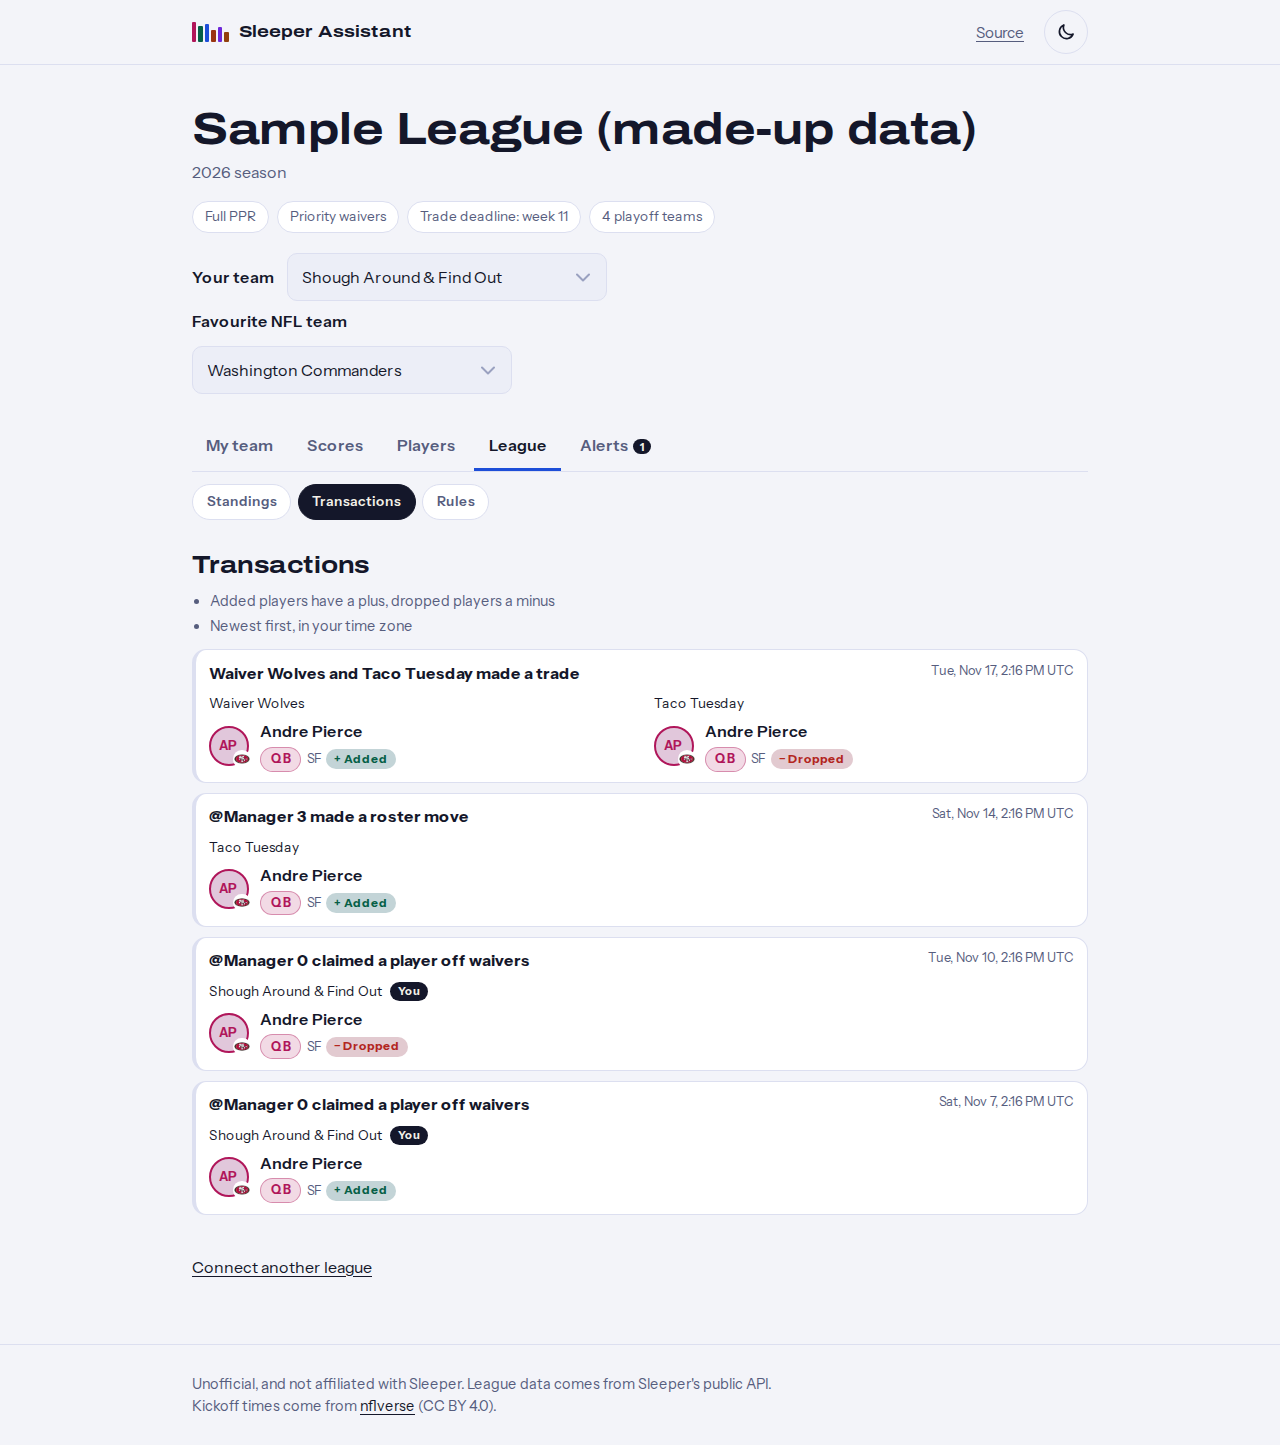 Sleeper Assistant
Source
Sample League (made-up data)
2026 season
Full PPR
Priority waivers
Trade deadline: week 11
4 playoff teams
Your team
Shough Around & Find Out
Favourite NFL team
Washington Commanders
My team
Scores
Players
League
Alerts 1
Standings
Transactions
Rules
Transactions
• Added players have a plus, dropped players a minus
• Newest first, in your time zone
Waiver Wolves and Taco Tuesday made a trade
Tue, Nov 17, 2:16 PM UTC
Waiver Wolves
AP
Andre Pierce
QB SF + Added
Taco Tuesday
AP
Andre Pierce
QB SF − Dropped
@Manager 3 made a roster move
Sat, Nov 14, 2:16 PM UTC
Taco Tuesday
AP
Andre Pierce
QB SF + Added
@Manager 0 claimed a player off waivers
Tue, Nov 10, 2:16 PM UTC
Shough Around & Find Out You
AP
Andre Pierce
QB SF − Dropped
@Manager 0 claimed a player off waivers
Sat, Nov 7, 2:16 PM UTC
Shough Around & Find Out You
AP
Andre Pierce
QB SF + Added
Connect another league
Unofficial, and not affiliated with Sleeper. League data comes from Sleeper's public API.
Kickoff times come from nflverse (CC BY 4.0).